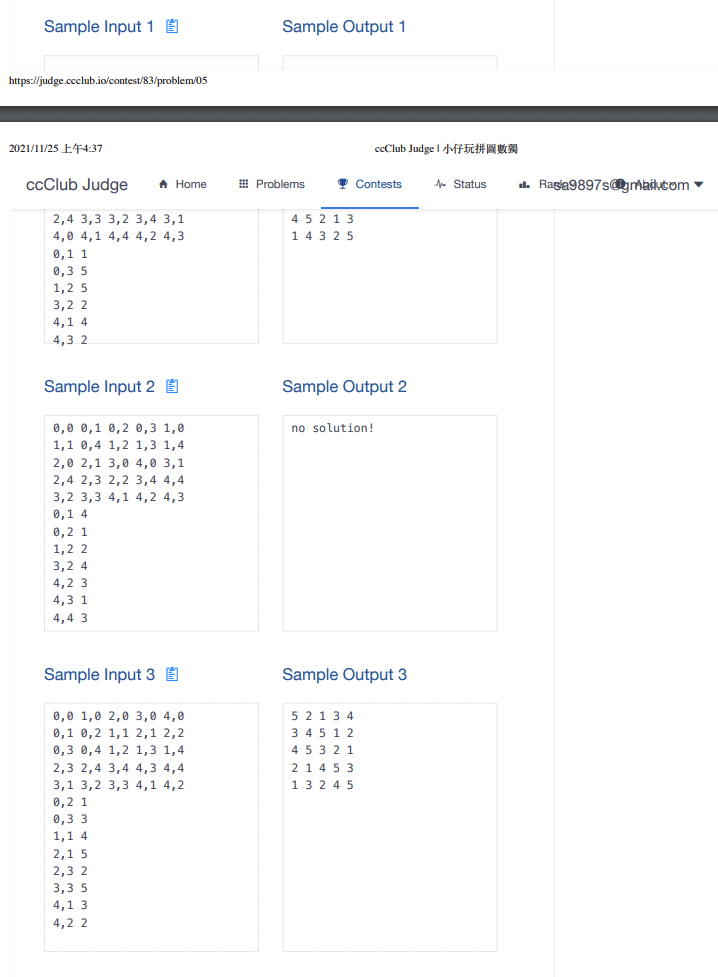 Sample Input 1
Sample Output 1
https://judge.ccclub.io/contest/83/problem/05
2021/11/25 上午4:37
ccClub Judge | 小仔玩拼圖數獨
ccClub Judge
Home
Problems
Contests
Status
sa9897s@gmail.com
2,4 3,3 3,2 3,4 3,1
4,0 4,1 4,4 4,2 4,3
0,1 1
0,3 5
1,2 5
3,2 2
4,1 4
4,3 2
4 5 2 1 3
1 4 3 2 5
Sample Input 2
Sample Output 2
0,0 0,1 0,2 0,3 1,0
1,1 0,4 1,2 1,3 1,4
2,0 2,1 3,0 4,0 3,1
2,4 2,3 2,2 3,4 4,4
3,2 3,3 4,1 4,2 4,3
0,1 4
0,2 1
1,2 2
3,2 4
4,2 3
4,3 1
4,4 3
no solution!
Sample Input 3
Sample Output 3
0,0 1,0 2,0 3,0 4,0
0,1 0,2 1,1 2,1 2,2
0,3 0,4 1,2 1,3 1,4
2,3 2,4 3,4 4,3 4,4
3,1 3,2 3,3 4,1 4,2
0,2 1
0,3 3
1,1 4
2,1 5
2,3 2
3,3 5
4,1 3
4,2 2
5 2 1 3 4
3 4 5 1 2
4 5 3 2 1
2 1 4 5 3
1 3 2 4 5